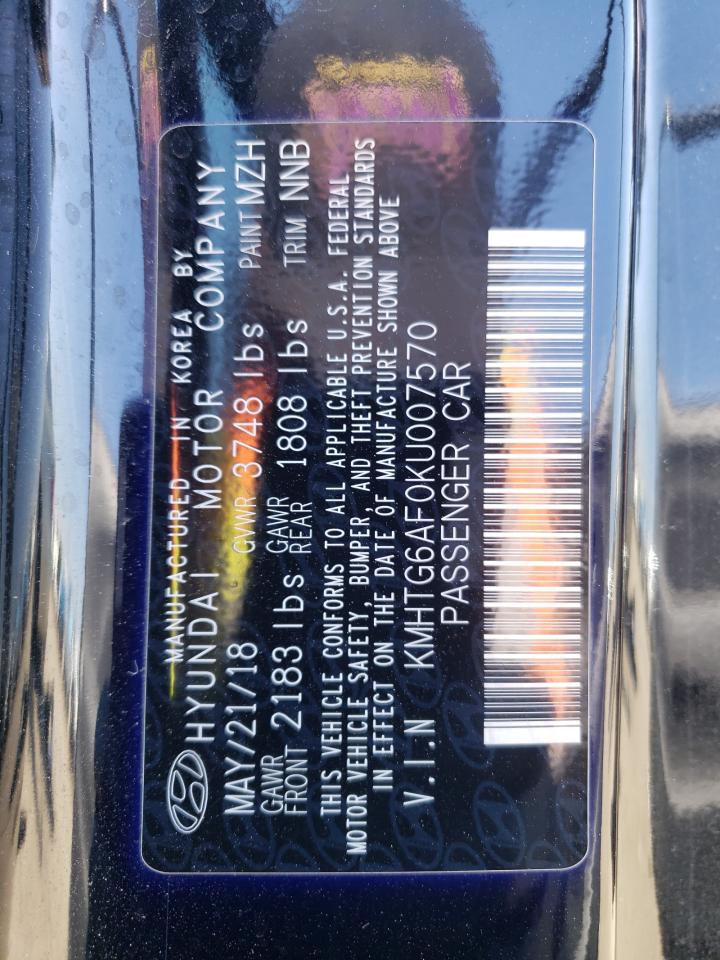 MANUFACTURED IN KOREA BY
HYUNDAI MOTOR COMPANY
MAY/21/18 GVWR 3748 lbs PAINT MZH
GAWR FRONT 2183 lbs GAWR REAR 1808 lbs TRIM NNB
THIS VEHICLE CONFORMS TO ALL APPLICABLE U.S.A. FEDERAL
MOTOR VEHICLE SAFETY, BUMPER, AND THEFT PREVENTION STANDARDS
IN EFFECT ON THE DATE OF MANUFACTURE SHOWN ABOVE
V.I.N KMHTG6AF0KU007570
PASSENGER CAR